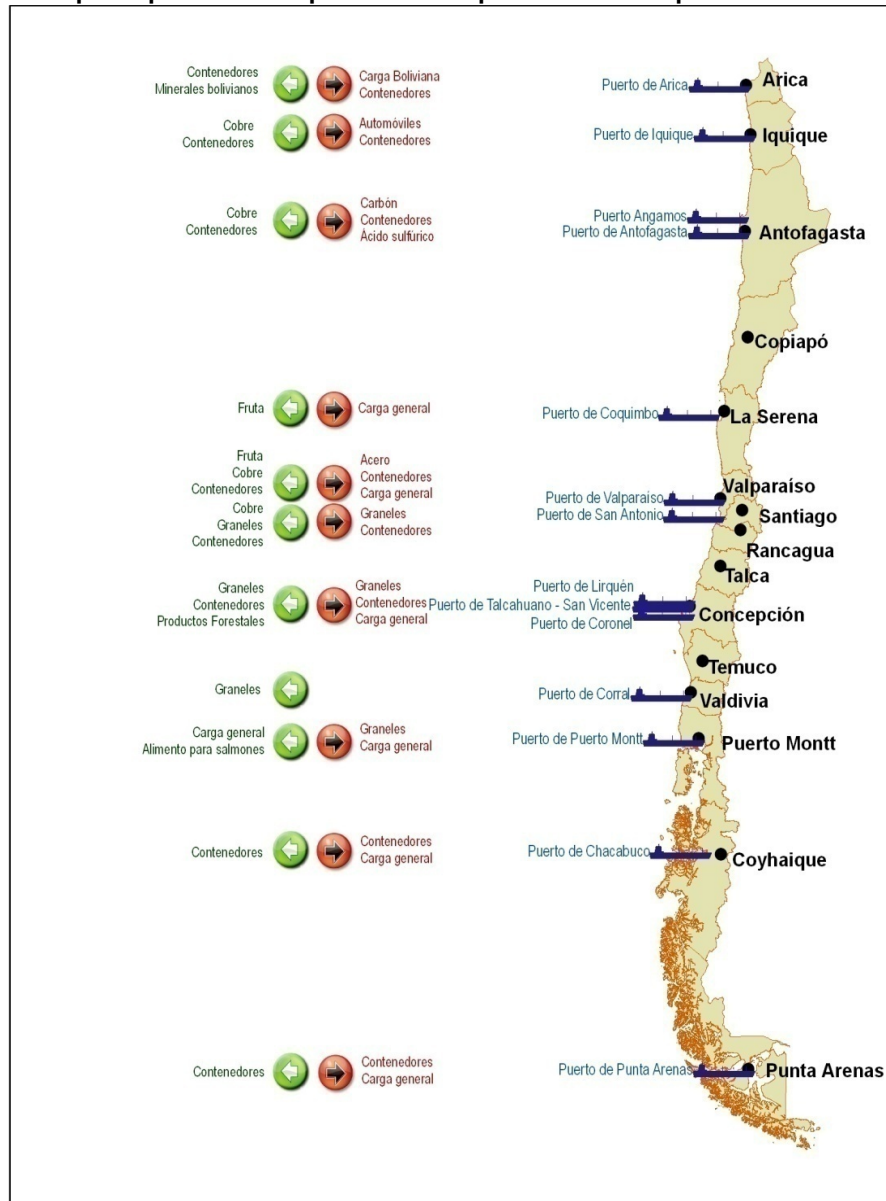 Contenedores
Minerales bolivianos
Carga Boliviana
Contenedores
Puerto de Arica
Arica
Cobre
Contenedores
Automóviles
Contenedores
Puerto de Iquique
Iquique
Cobre
Contenedores
Carbón
Contenedores
Ácido sulfúrico
Puerto Angamos
Puerto de Antofagasta
Antofagasta
Copiapó
Fruta
Carga general
Puerto de Coquimbo
La Serena
Fruta
Cobre
Contenedores
Acero
Contenedores
Carga general
Puerto de Valparaíso
Valparaíso
Cobre
Graneles
Contenedores
Graneles
Contenedores
Puerto de San Antonio
Santiago
Rancagua
Talca
Graneles
Contenedores
Productos Forestales
Graneles
Contenedores
Carga general
Puerto de Lirquén
Puerto de Talcahuano - San Vicente
Puerto de Coronel
Concepción
Temuco
Graneles
Puerto de Corral
Valdivia
Carga general
Alimento para salmones
Graneles
Carga general
Puerto de Puerto Montt
Puerto Montt
Contenedores
Contenedores
Carga general
Puerto de Chacabuco
Coyhaique
Contenedores
Contenedores
Carga general
Puerto de Punta Arenas
Punta Arenas